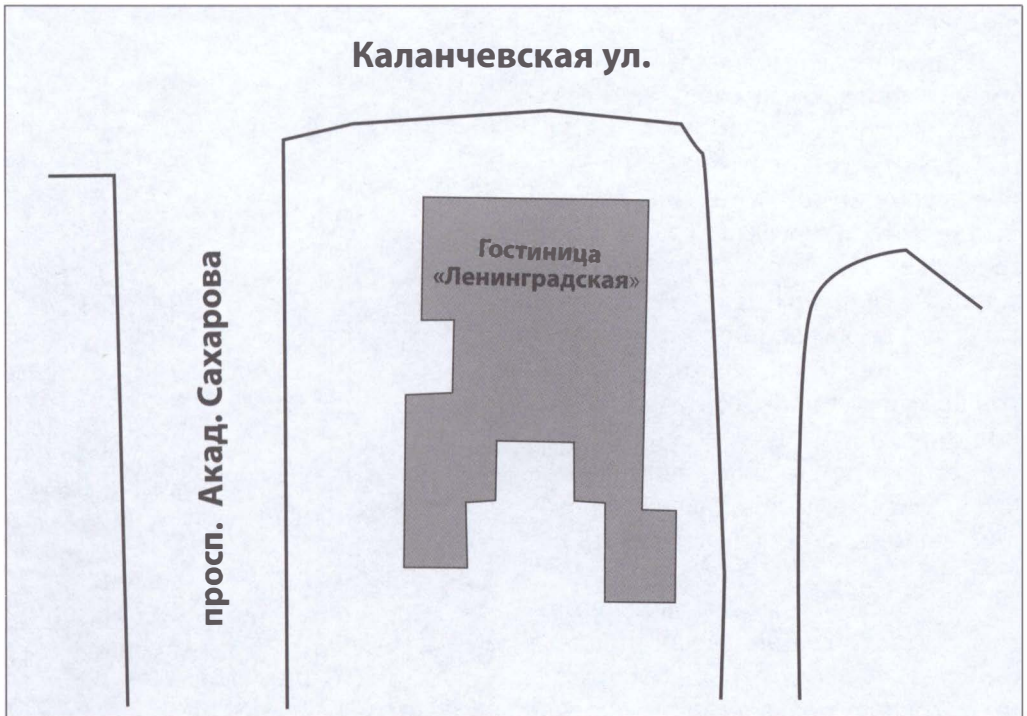 Каланчевская ул.
Гостиница
«Ленинградская»
просп. Акад. Сахарова